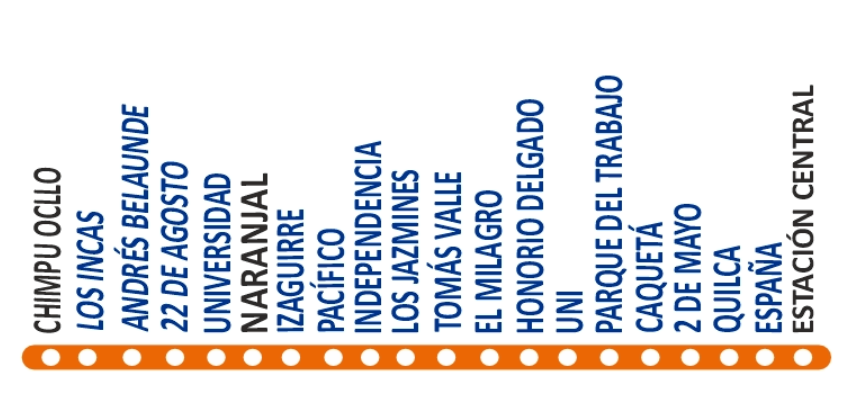 CHIMPU OCLLO
LOS INCAS
ANDRÉS BELAUNDE
22 DE AGOSTO
UNIVERSIDAD
NARANJAL
IZAGUIRRE
PACÍFICO
INDEPENDENCIA
LOS JAZMINES
TOMÁS VALLE
EL MILAGRO
HONORIO DELGADO
UNI
PARQUE DEL TRABAJO
CAQUETÁ
2 DE MAYO
QUILCA
ESPAÑA
ESTACIÓN CENTRAL